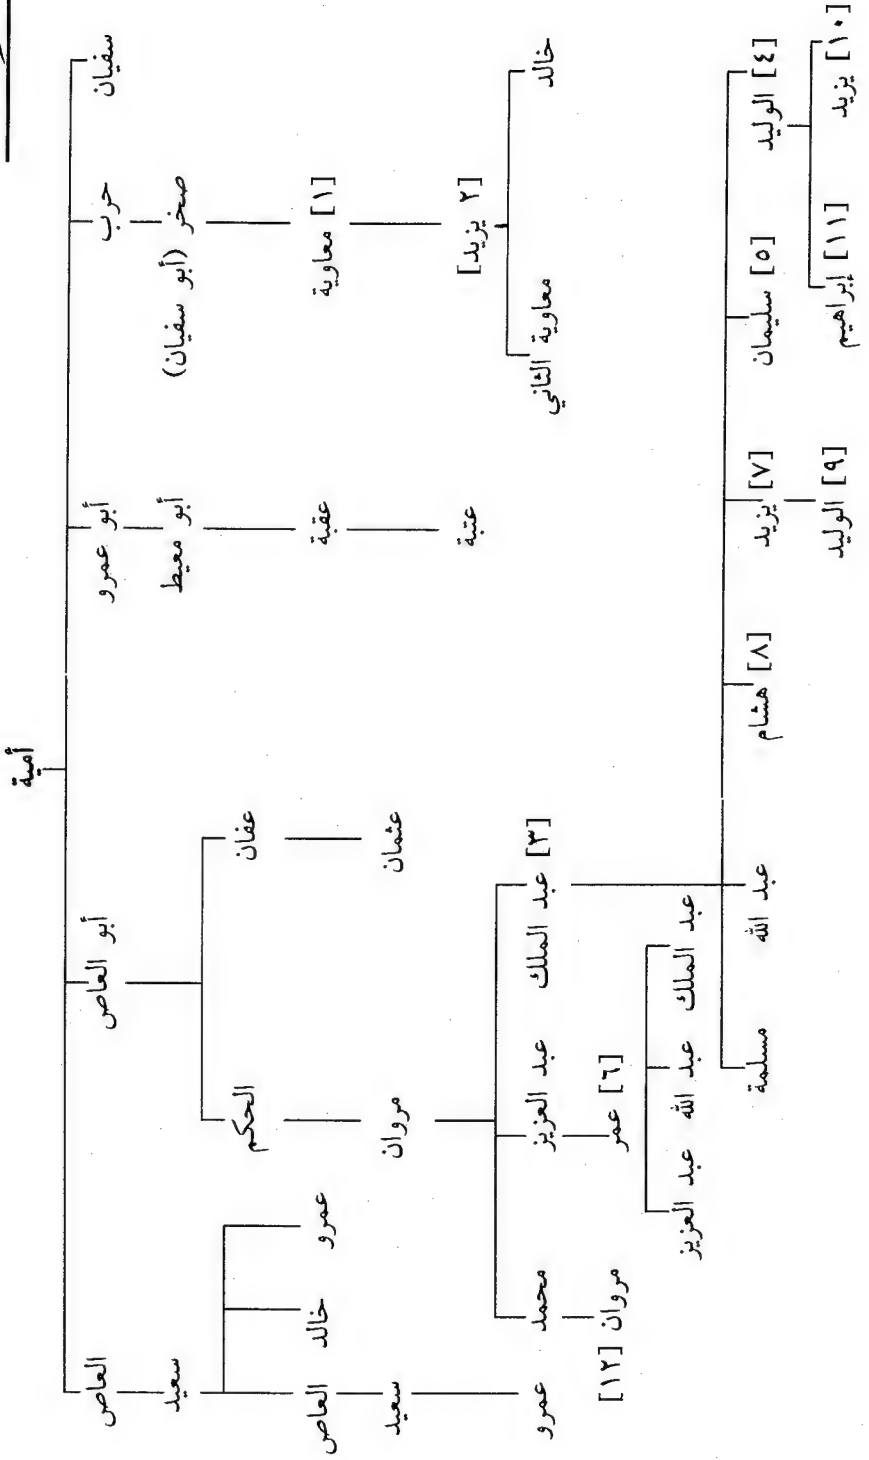 أمية
سفيان حرب أبو عمرو أبو العاص العاص
صخر (أبو سفيان) أبو معيط سعيد
عفان الحكم
[١] معاوية عقبة عمرو خالد العاص
عثمان مروان سعيد
[٢ يزيد] عتبة
خالد معاوية الثاني [٣] عبد الملك عبد العزيز محمد عمرو
[٦] عمر مروان [١٢]
عبد الملك عبد الله عبد العزيز
[٤] الوليد [٥] سليمان [٧] يزيد [٨] هشام عبد الله مسلمة
[١٠] يزيد [١١] إبراهيم [٩] الوليد